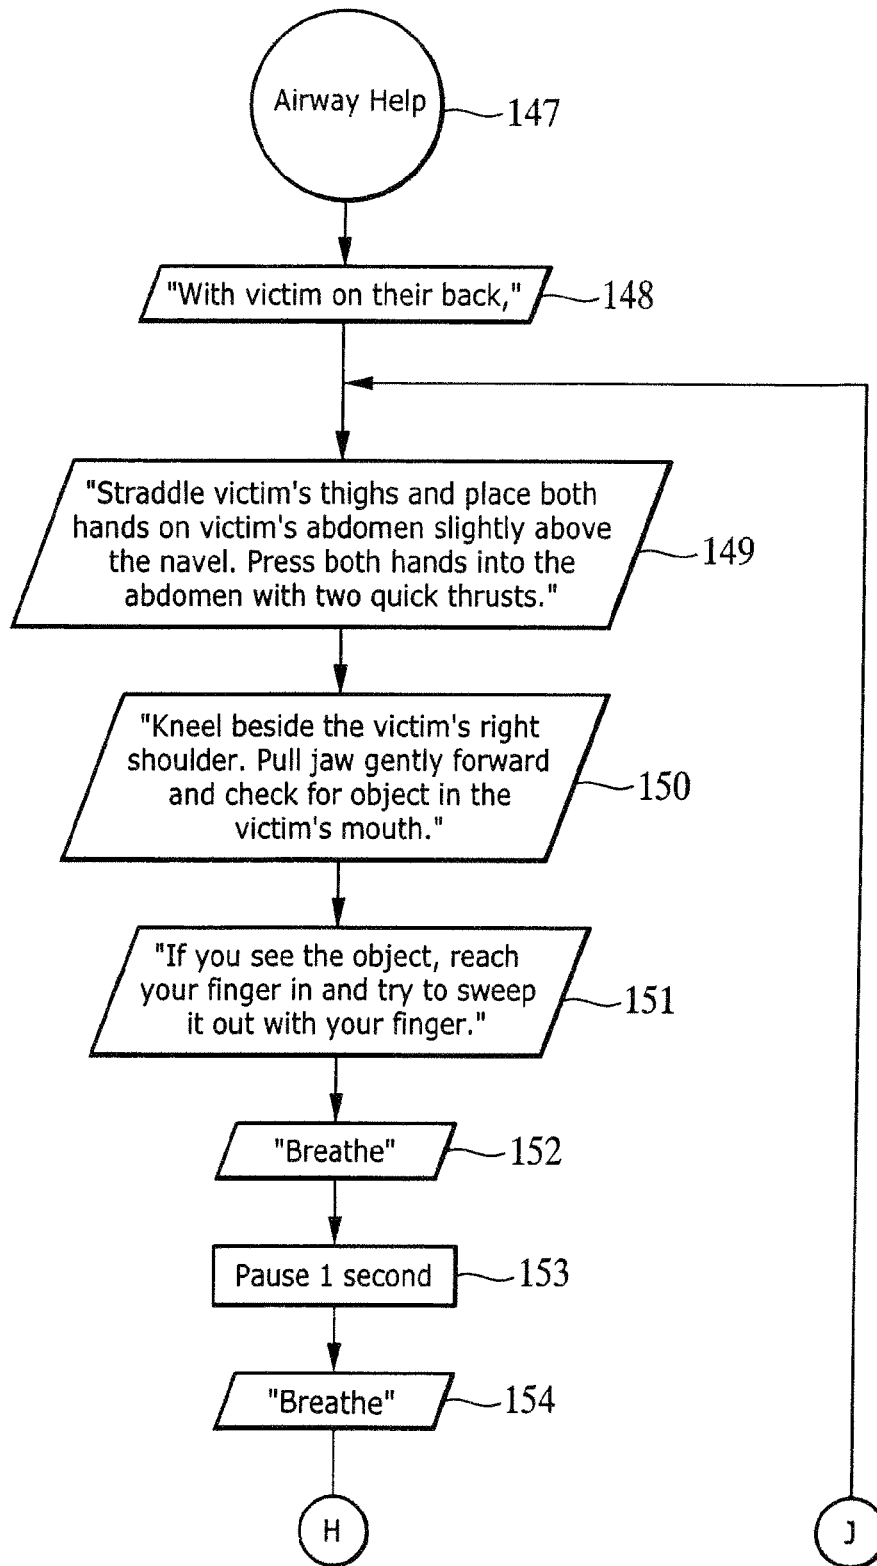 Airway Help
147
"With victim on their back,"
148
"Straddle victim's thighs and place both
hands on victim's abdomen slightly above
the navel. Press both hands into the
abdomen with two quick thrusts."
149
"Kneel beside the victim's right
shoulder. Pull jaw gently forward
and check for object in the
victim's mouth."
150
"If you see the object, reach
your finger in and try to sweep
it out with your finger."
151
"Breathe"
152
Pause 1 second
153
"Breathe"
154
H
J